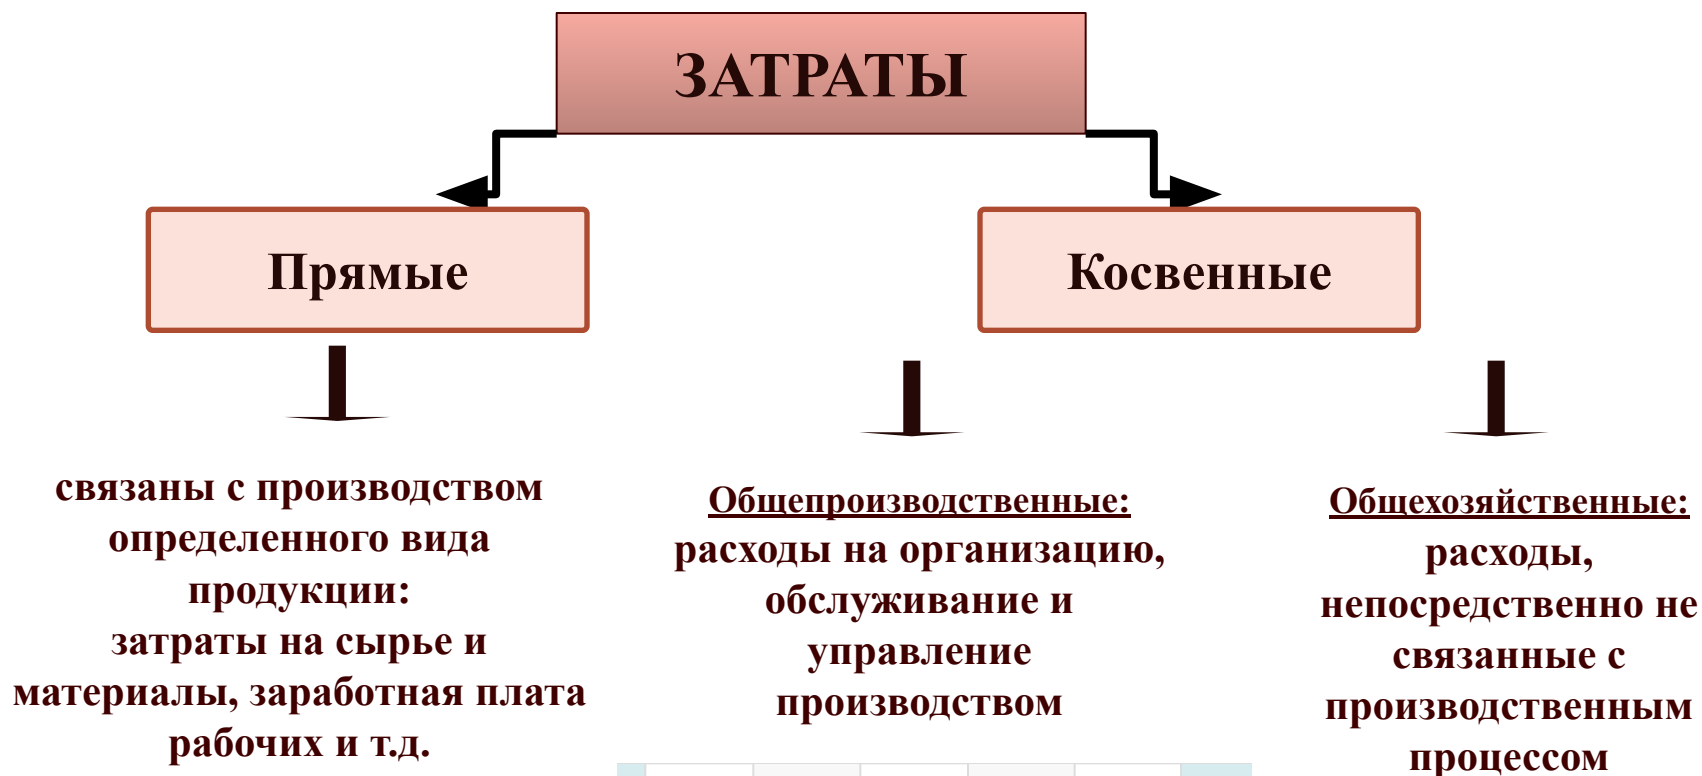 ЗАТРАТЫ
Прямые
Косвенные
связаны с производством
определенного вида
продукции:
затраты на сырье и
материалы, заработная плата
рабочих и т.д.
Общепроизводственные:
расходы на организацию,
обслуживание и
управление
производством
Общехозяйственные:
расходы,
непосредственно не
связанные с
производственным
процессом